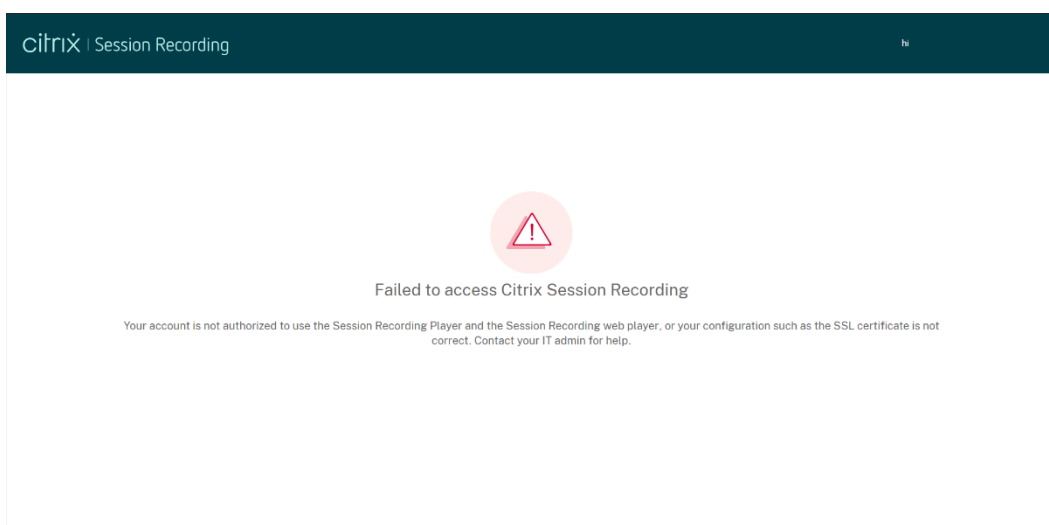 citrix | Session Recording
hi
Failed to access Citrix Session Recording
Your account is not authorized to use the Session Recording Player and the Session Recording web player, or your configuration such as the SSL certificate is not
correct. Contact your IT admin for help.